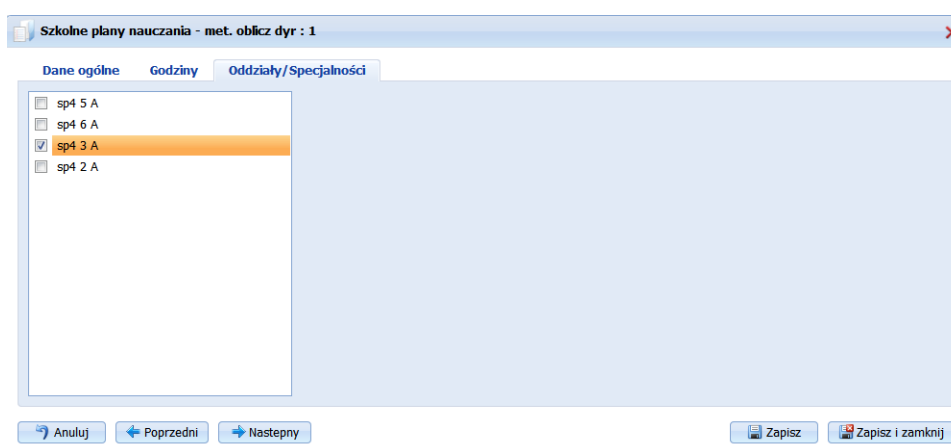 Szkolne plany nauczania - met. oblicz dyr : 1
Dane ogólne Godziny Oddziały/Specjalności
sp4 5 A
sp4 6 A
sp4 3 A
sp4 2 A
Anuluj Poprzedni Nastepny Zapisz Zapisz i zamknij